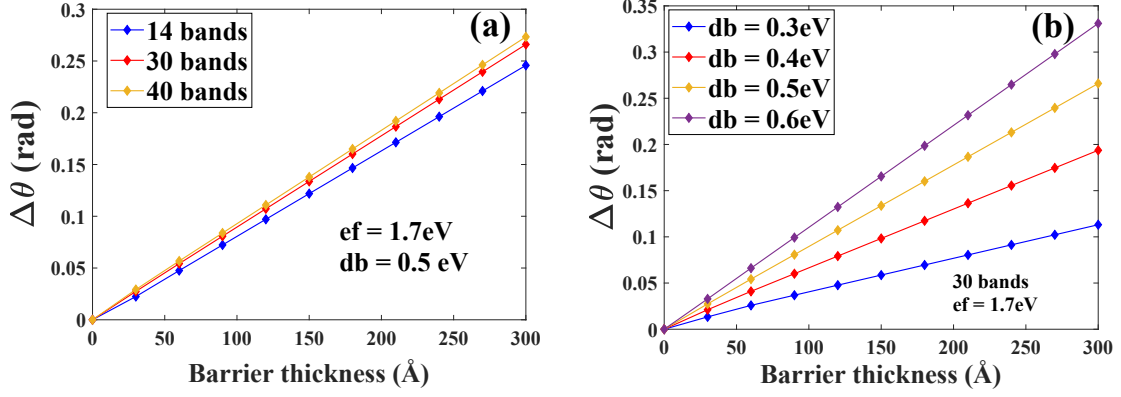 (a)
14 bands
30 bands
40 bands
0.3
0.25
0.2
0.15
0.1
0.05
0
Δθ (rad)
ef = 1.7eV
db = 0.5 eV
0 50 100 150 200 250 300
Barrier thickness (Å)
(b)
db = 0.3eV
db = 0.4eV
db = 0.5eV
db = 0.6eV
0.35
0.3
0.25
0.2
0.15
0.1
0.05
0
Δθ (rad)
30 bands
ef = 1.7eV
0 50 100 150 200 250 300
Barrier thickness (Å)